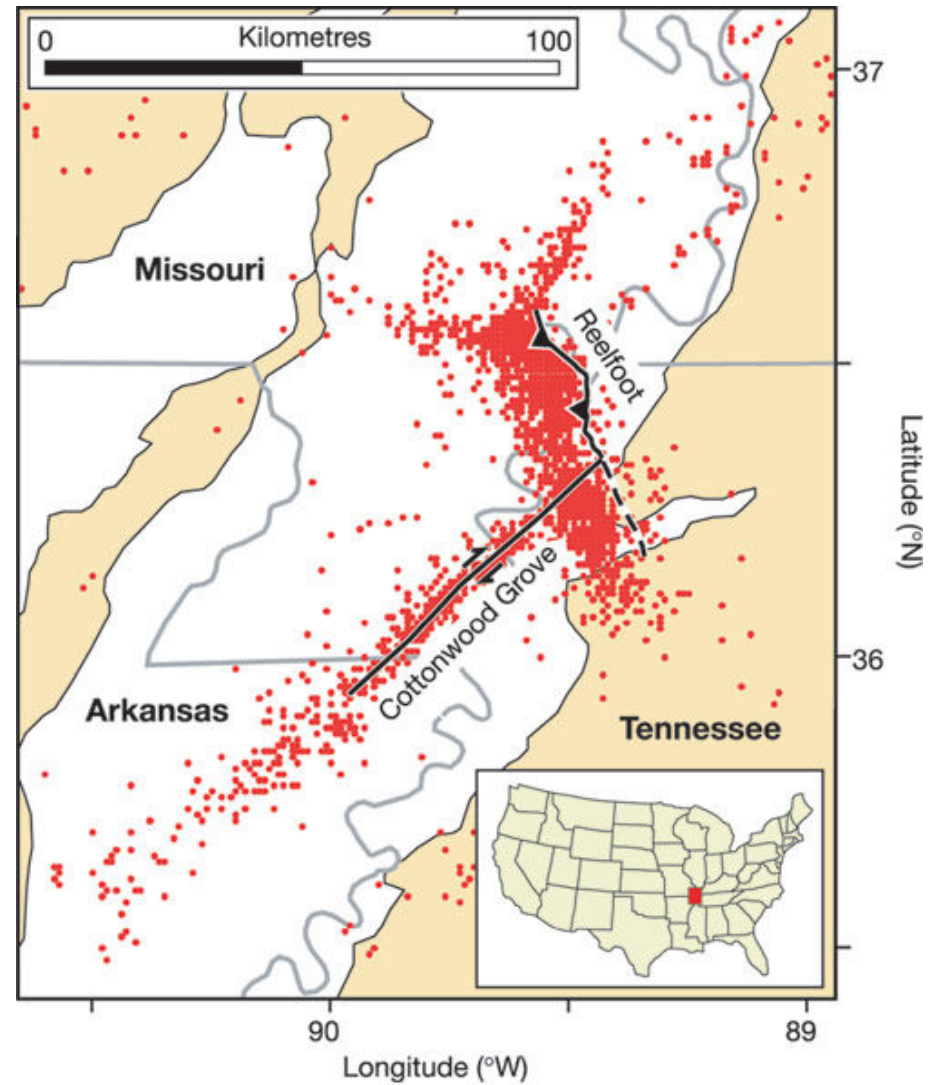 0 Kilometres 100
37
Missouri
Reelfoot
Latitude (°N)
Cottonwood Grove
36
Arkansas
Tennessee
90
89
Longitude (°W)